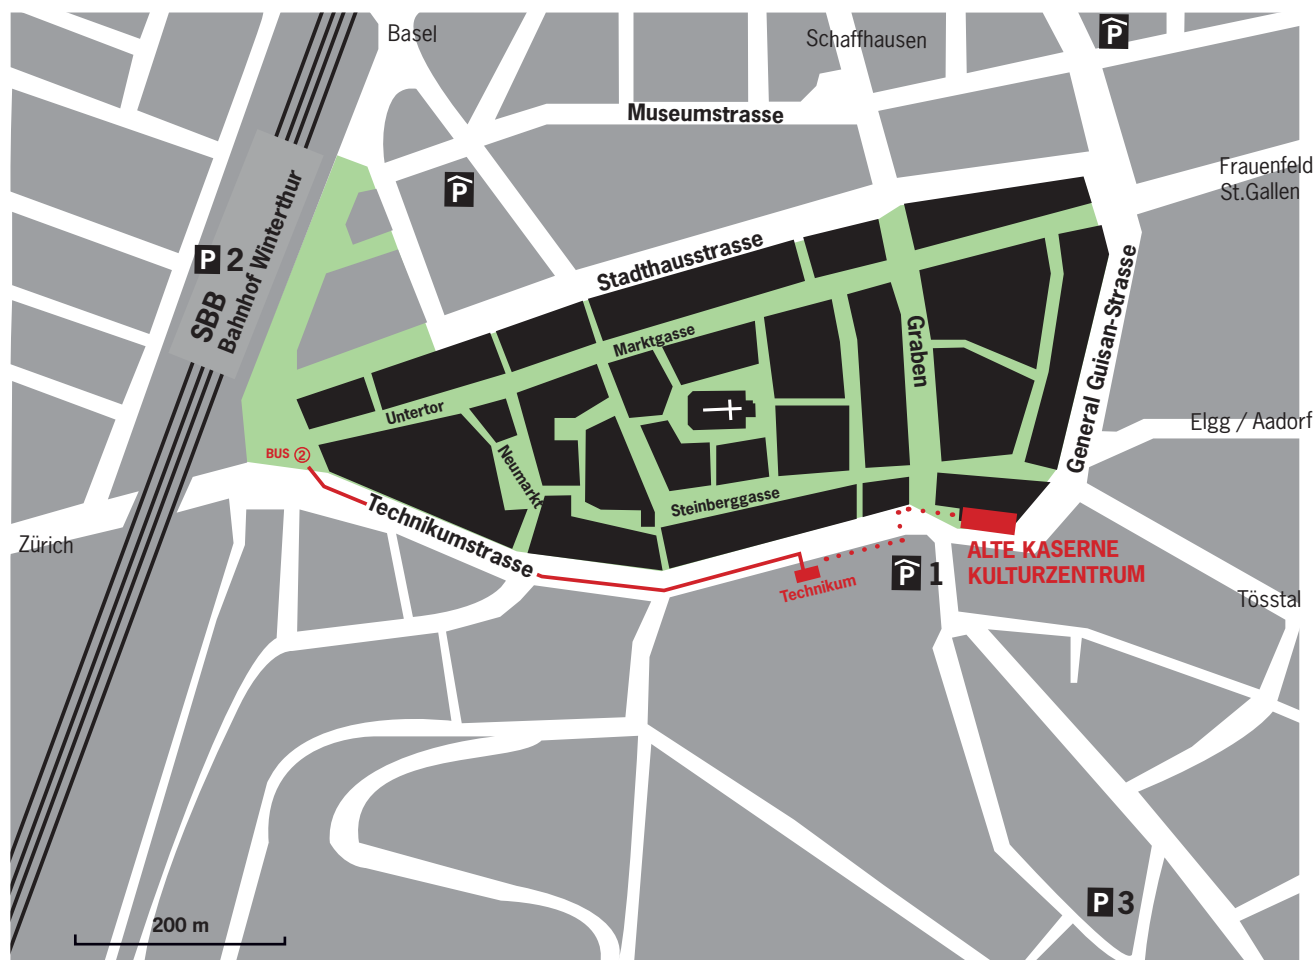 Basel
Schaffhausen
P
Museumstrasse
Frauenfeld
St.Gallen
P
P 2
SBB
Bahnhof Winterthur
Stadthausstrasse
General Guisan-Strasse
Marktgasse
Graben
Untertor
Elgg / Aadorf
BUS 2
Neumarkt
Steinberggasse
Technikumstrasse
Zürich
ALTE KASERNE
KULTURZENTRUM
P 1
Technikum
Tösstal
P 3
200 m